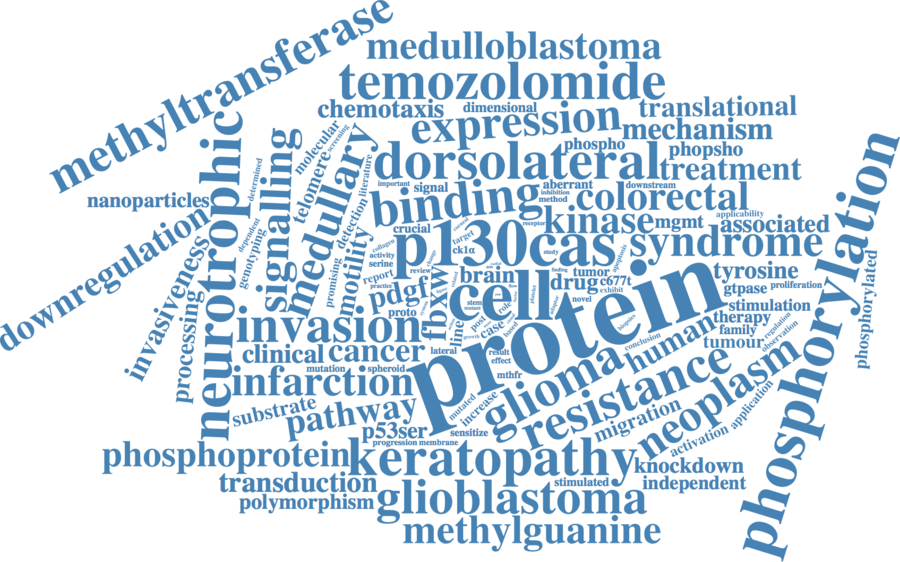 methyltransferase
medulloblastoma
temozolomide
chemotaxis
dimensional
translational
expression
mechanism
phospho
phopsho
dorsolateral
treatment
neurotrophic
signalling
medullary
molecular
screening
telomere
determined
detection
literature
nanoparticles
important
signal
aberrant
downstream
inhibition
method
binding
colorectal
receptor
kinase
mgmt
applicability
associated
downregulation
invasiveness
processing
dependent
genotyping
promising
motility
crucial
p130cas
target
ck1α
syndrome
collagen
activity
serine
report
review
practice
study
apoptosis
brain
tumor
finding
drug
c677t
exhibit
tyrosine
gtpase
proliferation
phosphorylation
phosphorylated
pdgf
proto
fbxw
cell
protein
novel
stimulation
therapy
family
tumour
observation
invasion
line
case
post
role
stem
based
clinical
cancer
lateral
result
effect
mthfr
biopsies
conclusion
human
mutation
spheroid
infarction
glioma
resistance
neoplasm
substrate
pathway
mutated
increase
p53ser
sensitize
migration
activation
application
progression
membrane
phosphoprotein
keratopathy
knockdown
transduction
stimulated
independent
polymorphism
glioblastoma
methylguanine